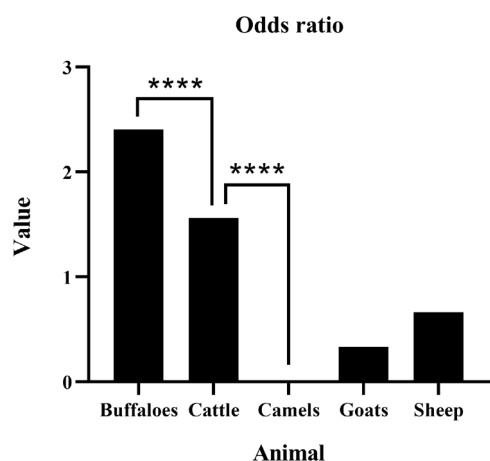 Odds ratio
3
2
1
0
Value
****
****
Buffaloes Cattle Camels Goats Sheep
Animal